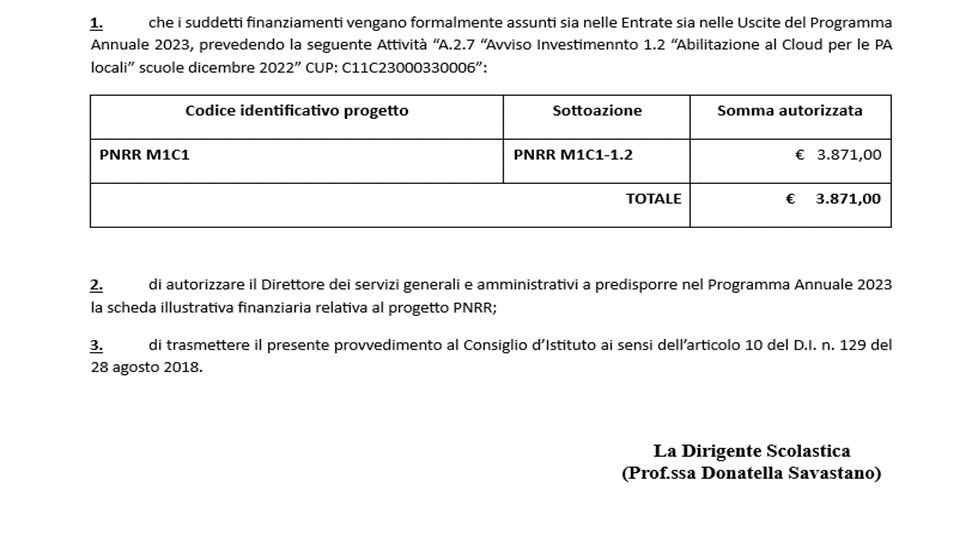 1. che i suddetti finanziamenti vengano formalmente assunti sia nelle Entrate sia nelle Uscite del Programma
Annuale 2023, prevedendo la seguente Attività “A.2.7 “Avviso Investimennto 1.2 “Abilitazione al Cloud per le PA
locali” scuole dicembre 2022” CUP: C11C23000330006”:
Codice identificativo progetto Sottoazione Somma autorizzata
PNRR M1C1 PNRR M1C1-1.2 € 3.871,00
TOTALE € 3.871,00
2. di autorizzare il Direttore dei servizi generali e amministrativi a predisporre nel Programma Annuale 2023
la scheda illustrativa finanziaria relativa al progetto PNRR;
3. di trasmettere il presente provvedimento al Consiglio d’Istituto ai sensi dell’articolo 10 del D.I. n. 129 del
28 agosto 2018.
La Dirigente Scolastica
(Prof.ssa Donatella Savastano)